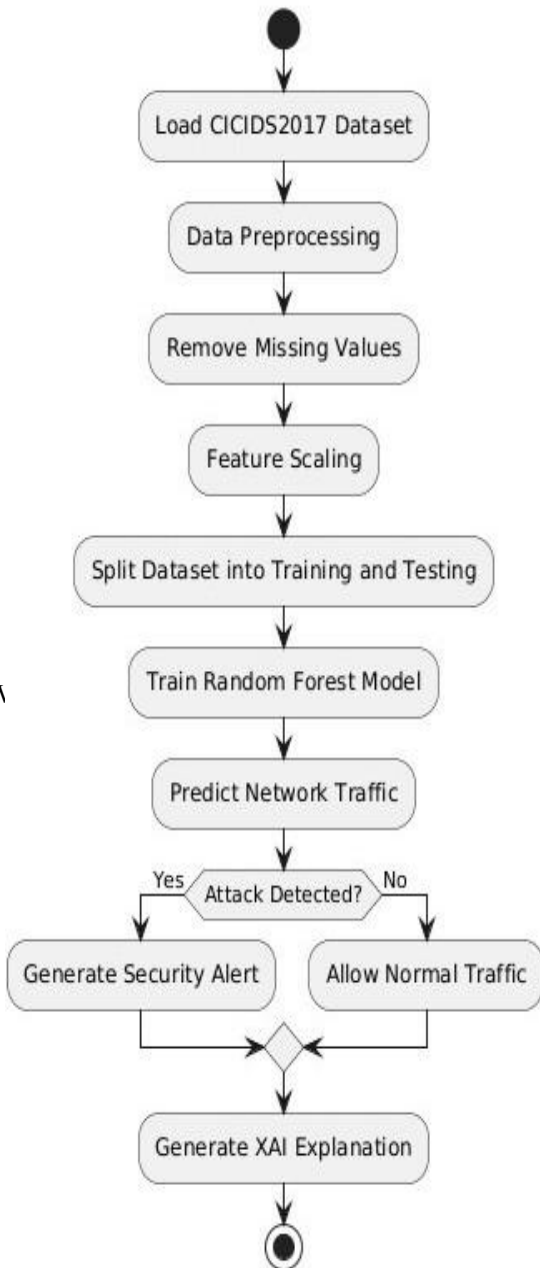 Load CICIDS2017 Dataset
Data Preprocessing
Remove Missing Values
Feature Scaling
Split Dataset into Training and Testing
Train Random Forest Model
Predict Network Traffic
Yes
Attack Detected?
No
Generate Security Alert
Allow Normal Traffic
Generate XAI Explanation